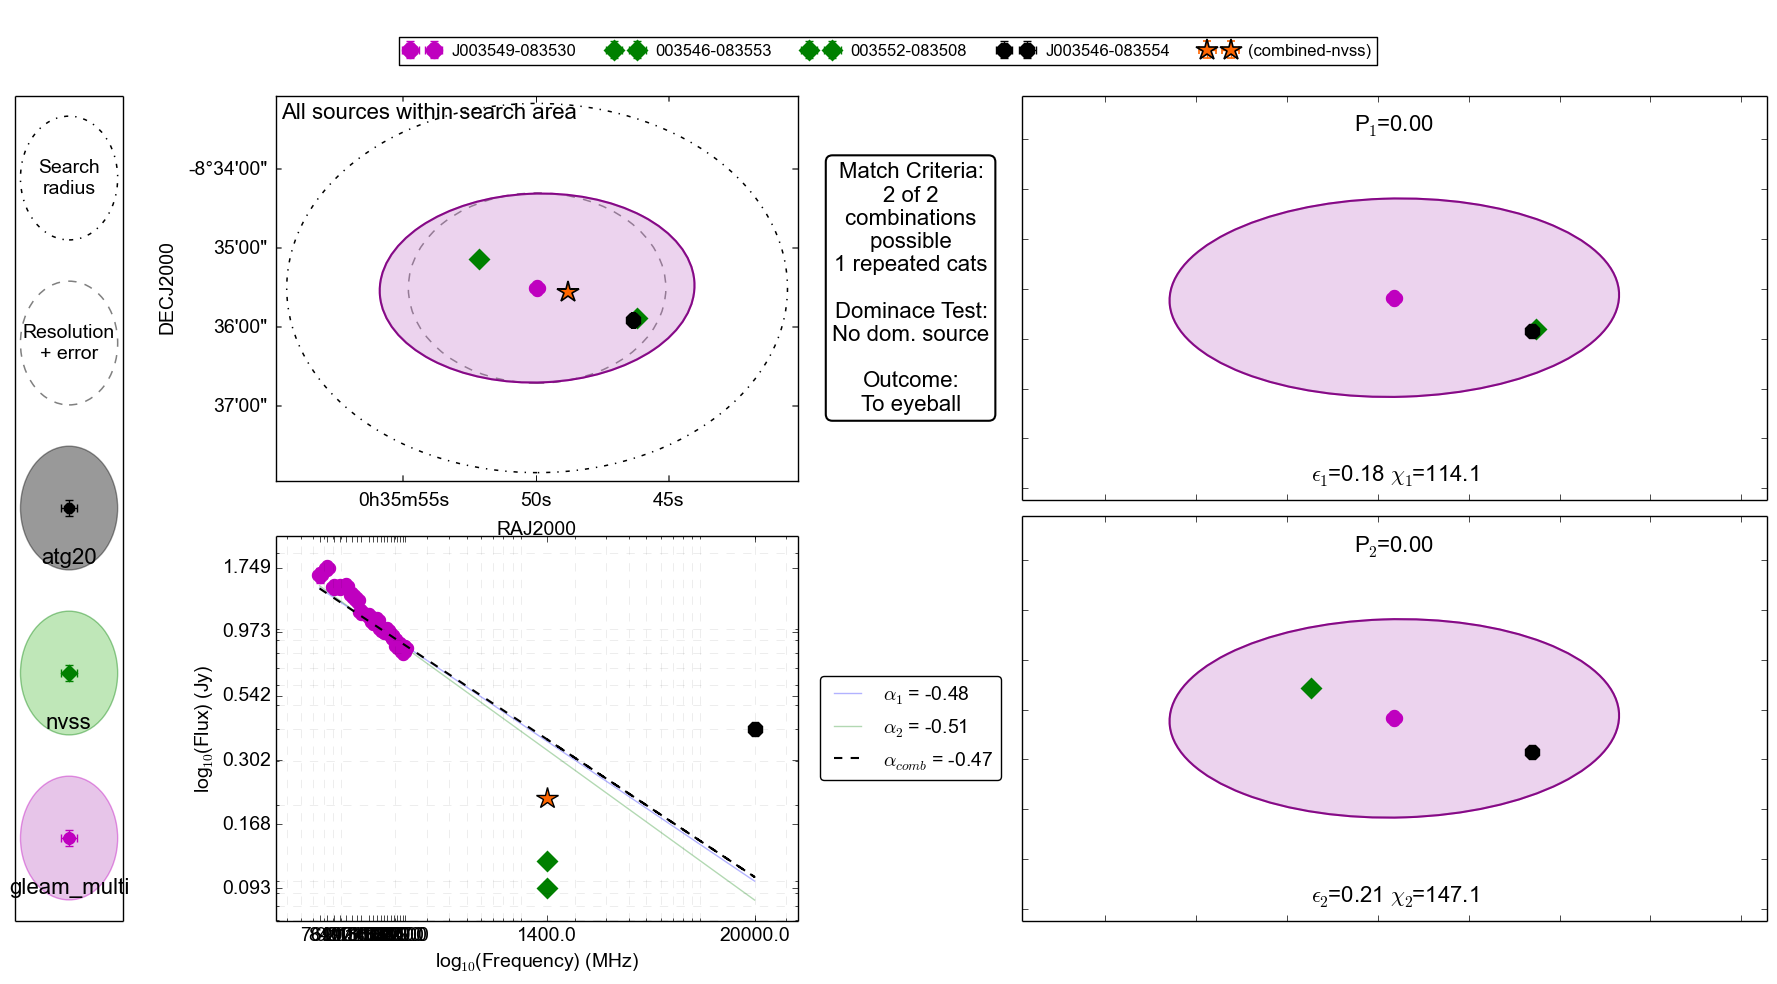 J003549-083530 003546-083553 003552-083508 J003546-083554 (combined-nvss)
Search
radius
Resolution
+ error
atg20
nvss
gleam_multi
All sources within search area
DECJ2000
-8°34'00"
35'00"
36'00"
37'00"
0h35m55s 50s 45s
RAJ2000
Match Criteria:
2 of 2
combinations
possible
1 repeated cats
Dominace Test:
No dom. source
Outcome:
To eyeball
P1=0.00
ϵ1=0.18 χ1=114.1
log10(Flux) (Jy)
1.749
0.973
0.542
0.302
0.168
0.093
1400.0 20000.0
log10(Frequency) (MHz)
α1 = -0.48
α2 = -0.51
αcomb = -0.47
P2=0.00
ϵ2=0.21 χ2=147.1